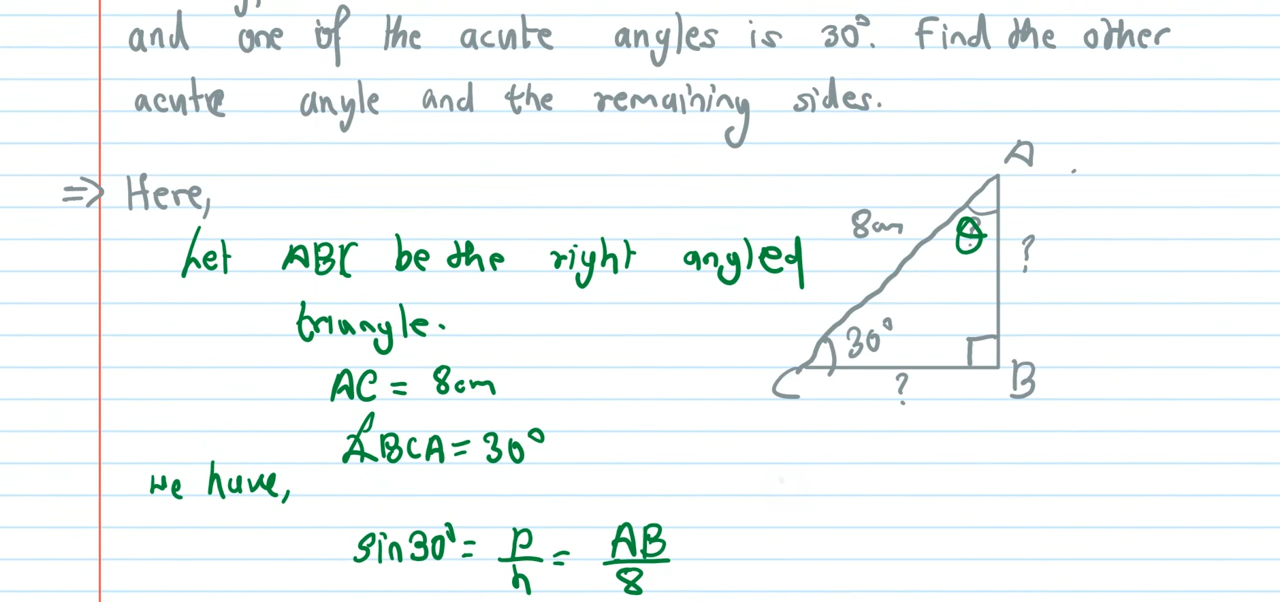 and one of the acute angles is 30°. Find the other
acute angle and the remaining sides.
A
=> Here,
8cm
θ
?
Let ABC be the right angled
triangle.
30°
AC = 8cm
C
?
B
∡BCA = 30°
we have,
sin30° = p/h = AB/8